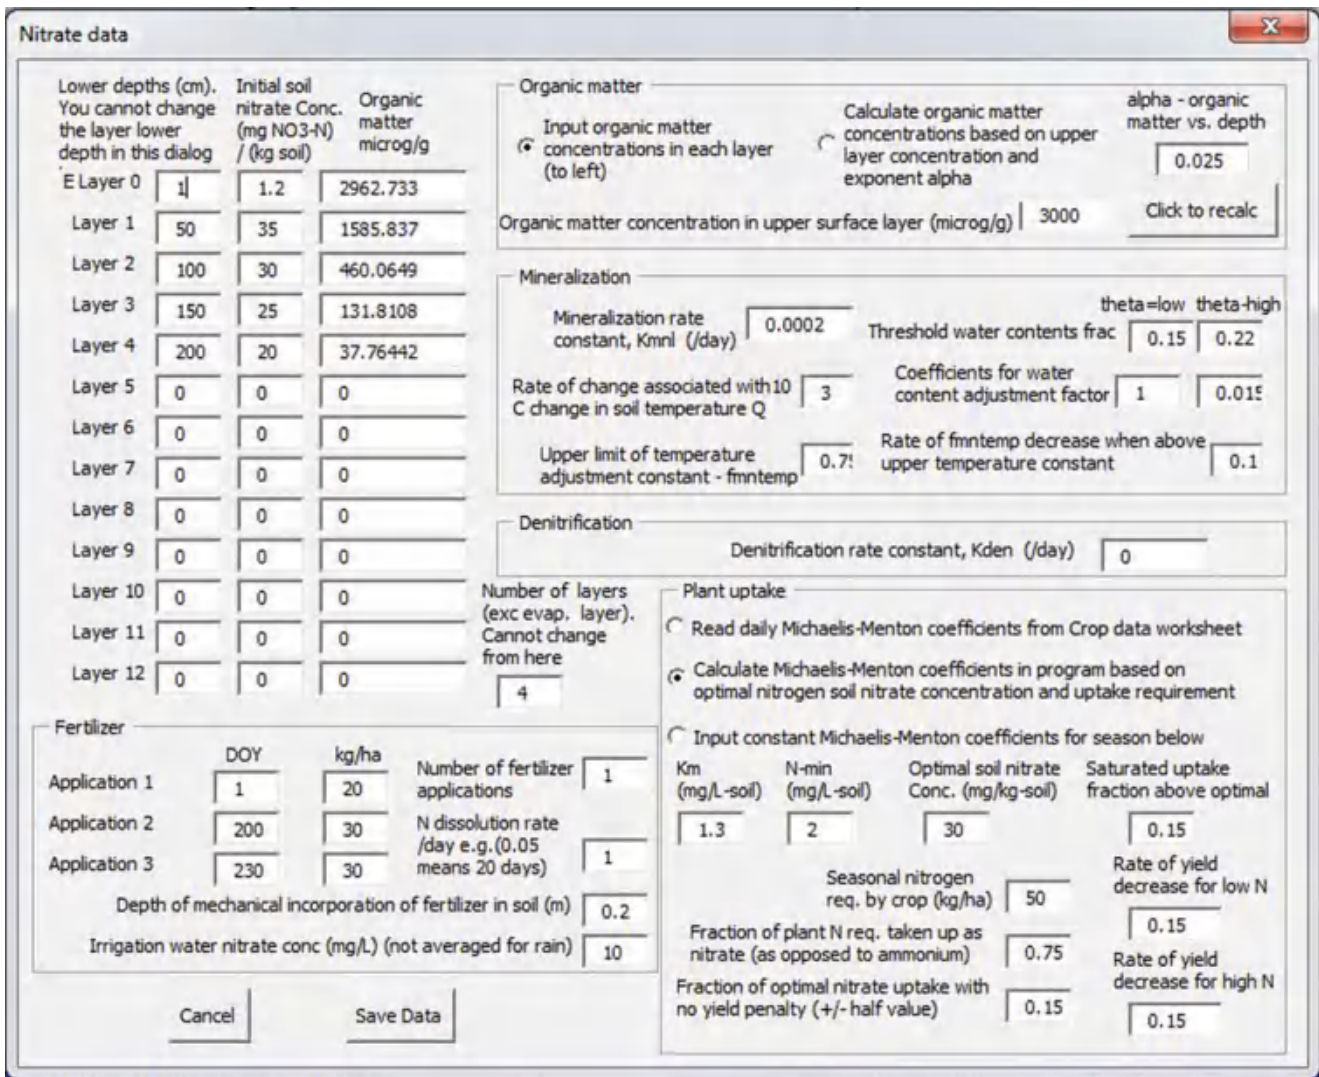 Nitrate data
Lower depths (cm).
You cannot change
the layer lower
depth in this dialog
Initial soil
nitrate Conc.
(mg NO3-N)
/ (kg soil)
Organic
matter
microg/g
E Layer 0 1 1.2 2962.733
Layer 1 50 35 1585.837
Layer 2 100 30 460.0649
Layer 3 150 25 131.8108
Layer 4 200 20 37.76442
Layer 5 0 0 0
Layer 6 0 0 0
Layer 7 0 0 0
Layer 8 0 0 0
Layer 9 0 0 0
Layer 10 0 0 0
Layer 11 0 0 0
Layer 12 0 0 0
Number of layers
(exc evap. layer).
Cannot change
from here
4
Organic matter
Input organic matter
concentrations in each layer
(to left)
Calculate organic matter
concentrations based on upper
layer concentration and
exponent alpha
alpha - organic
matter vs. depth
0.025
Organic matter concentration in upper surface layer (microg/g) 3000
Click to recalc
Mineralization
Mineralization rate
constant, Kmnl (/day)
0.0002
theta=low theta-high
Threshold water contents frac 0.15 0.22
Rate of change associated with10
C change in soil temperature Q
3
Coefficients for water
content adjustment factor
1 0.015
Upper limit of temperature
adjustment constant - fmntemp
0.7
Rate of fmntemp decrease when above
upper temperature constant
0.1
Denitrification
Denitrification rate constant, Kden (/day) 0
Plant uptake
Read daily Michaelis-Menton coefficients from Crop data worksheet
Calculate Michaelis-Menton coefficients in program based on
optimal nitrogen soil nitrate concentration and uptake requirement
Input constant Michaelis-Menton coefficients for season below
Km
(mg/L-soil)
1.3
N-min
(mg/L-soil)
2
Optimal soil nitrate
Conc. (mg/kg-soil)
30
Saturated uptake
fraction above optimal
0.15
Seasonal nitrogen
req. by crop (kg/ha)
50
Rate of yield
decrease for low N
0.15
Fraction of plant N req. taken up as
nitrate (as opposed to ammonium)
0.75
Rate of yield
decrease for high N
0.15
Fraction of optimal nitrate uptake with
no yield penalty (+/- half value)
0.15
Fertilizer
DOY kg/ha
Application 1 1 20
Application 2 200 30
Application 3 230 30
Number of fertilizer
applications
1
N dissolution rate
/day e.g.(0.05
means 20 days)
1
Depth of mechanical incorporation of fertilizer in soil (m) 0.2
Irrigation water nitrate conc (mg/L) (not averaged for rain) 10
Cancel
Save Data